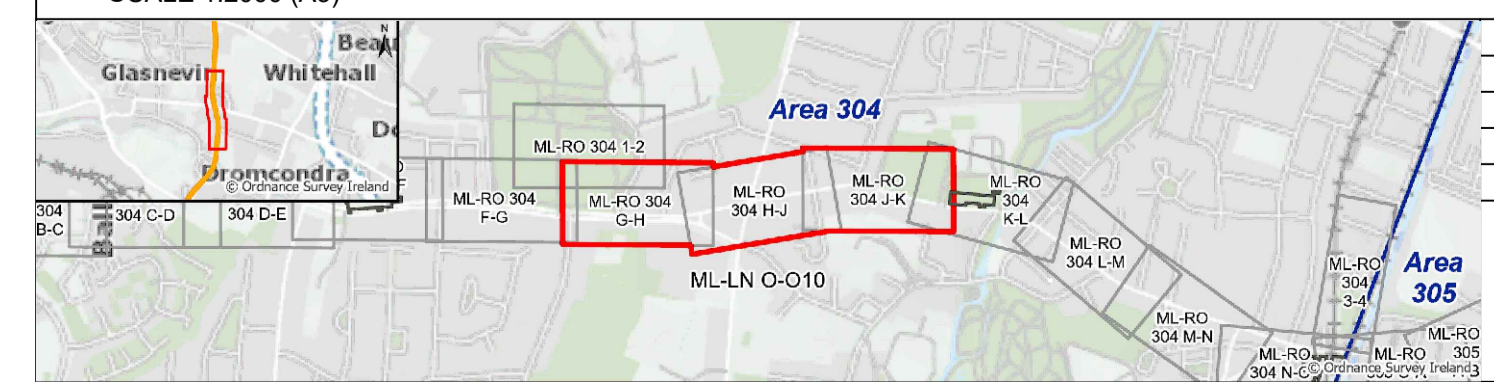 SCALE 1:2000 (A3)
N
Glasnevin
Whitehall
Dromcondra
© Ordnance Survey Ireland
Area 304
ML-RO 304 1-2
304
B-C
304 C-D
304 D-E
ML-RO 304
F-G
ML-RO 304
G-H
ML-RO
304 H-J
ML-RO
304 J-K
ML-RO
304
K-L
ML-RO
304 L-M
ML-RO
304 M-N
ML-RO
ML-RO
304
3-4
Area
305
ML-RO
ML-RO
305
ML-LN O-O10
© Ordnance Survey Ireland